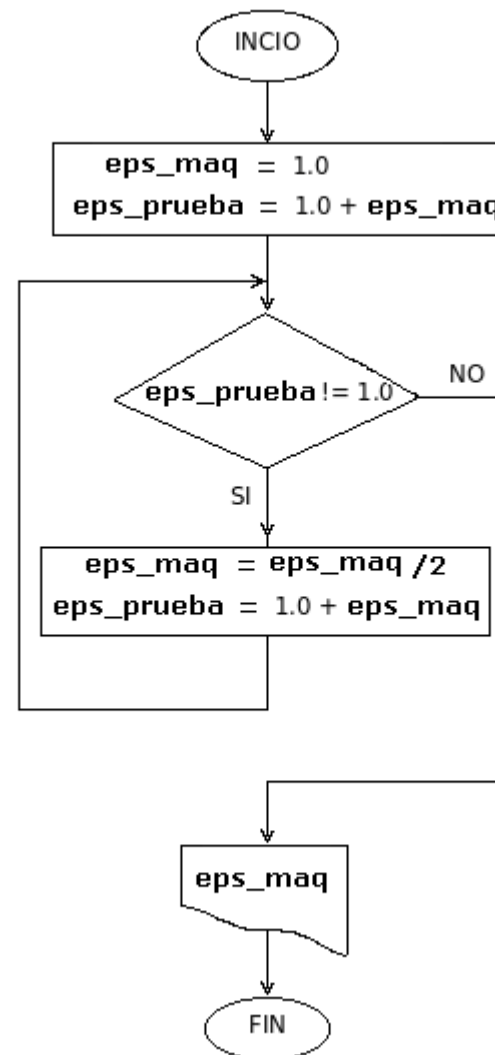 INCIO
eps_maq = 1.0
eps_prueba = 1.0 + eps_maq
eps_prueba != 1.0
NO
SI
eps_maq = eps_maq /2
eps_prueba = 1.0 + eps_maq
eps_maq
FIN